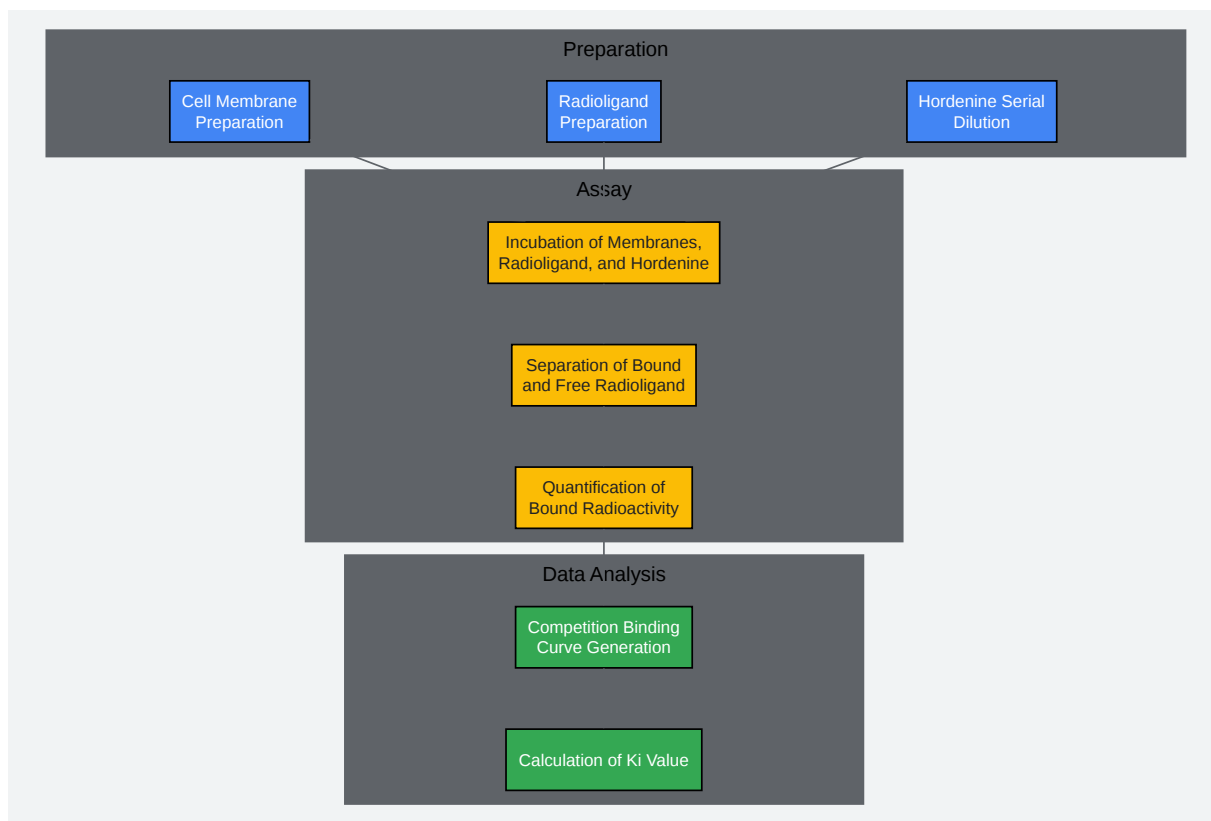 Preparation
Cell Membrane
Preparation
Radioligand
Preparation
Hordenine Serial
Dilution
Assay
Incubation of Membranes,
Radioligand, and Hordenine
Separation of Bound
and Free Radioligand
Quantification of
Bound Radioactivity
Data Analysis
Competition Binding
Curve Generation
Calculation of Ki Value